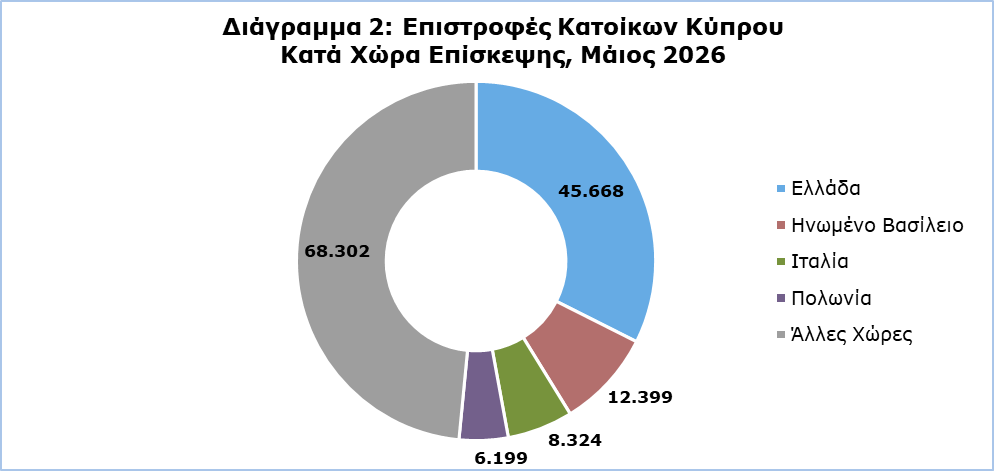 Διάγραμμα 2: Επιστροφές Κατοίκων Κύπρου
Κατά Χώρα Επίσκεψης, Μάιος 2026
45.668
68.302
12.399
8.324
6.199
Ελλάδα
Ηνωμένο Βασίλειο
Ιταλία
Πολωνία
Άλλες Χώρες